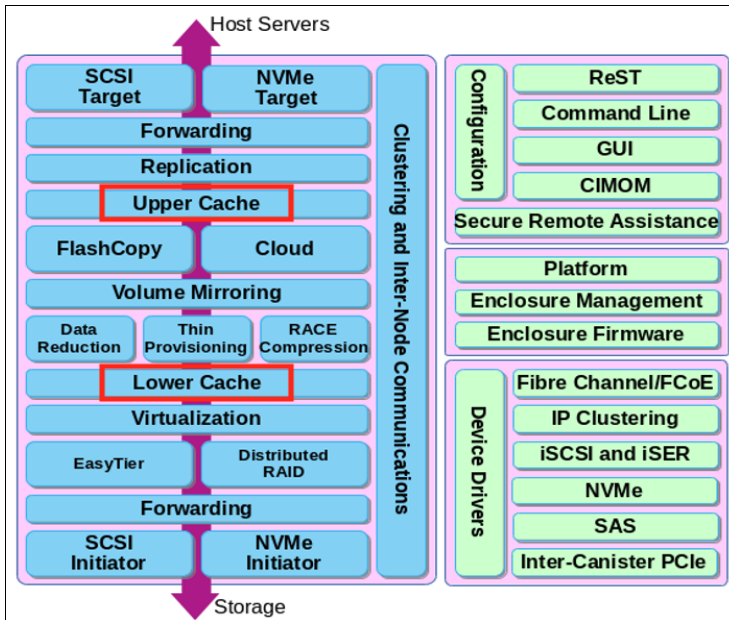 Host Servers
SCSI
Target
NVMe
Target
Forwarding
Replication
Upper Cache
FlashCopy
Cloud
Volume Mirroring
Data
Reduction
Thin
Provisioning
RACE
Compression
Lower Cache
Virtualization
EasyTier
Distributed
RAID
Forwarding
SCSI
Initiator
NVMe
Initiator
Storage
Clustering and Inter-Node Communications
Configuration
ReST
Command Line
GUI
CIMOM
Secure Remote Assistance
Platform
Enclosure Management
Enclosure Firmware
Device Drivers
Fibre Channel/FCoE
IP Clustering
iSCSI and iSER
NVMe
SAS
Inter-Canister PCIe